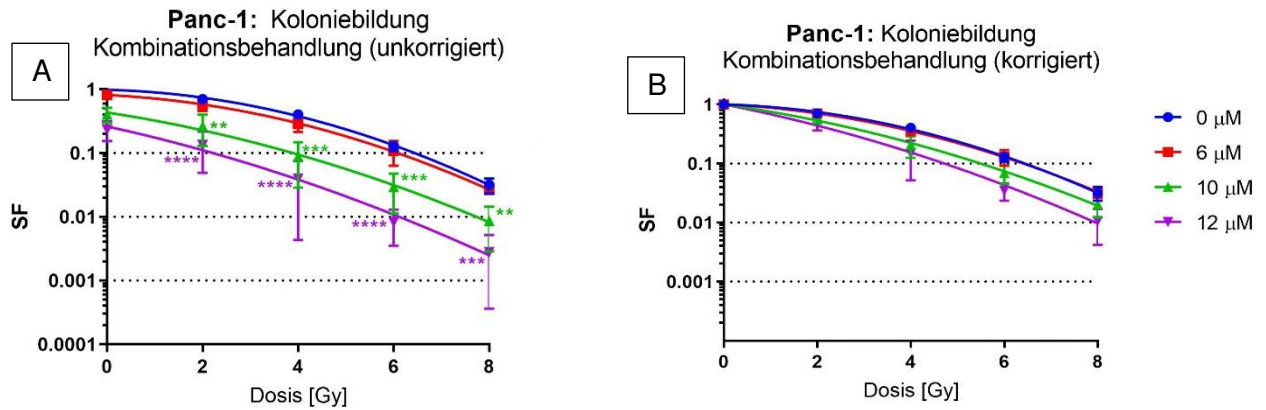 Panc-1: Koloniebildung
Kombinationsbehandlung (unkorrigiert)
A
1
0.1
0.01
0.001
0.0001
SF
**
***
***
**
****
****
****
***
0 2 4 6 8
Dosis [Gy]
Panc-1: Koloniebildung
Kombinationsbehandlung (korrigiert)
B
1
0.1
0.01
0.001
SF
0 2 4 6 8
Dosis [Gy]
0 μM
6 μM
10 μM
12 μM